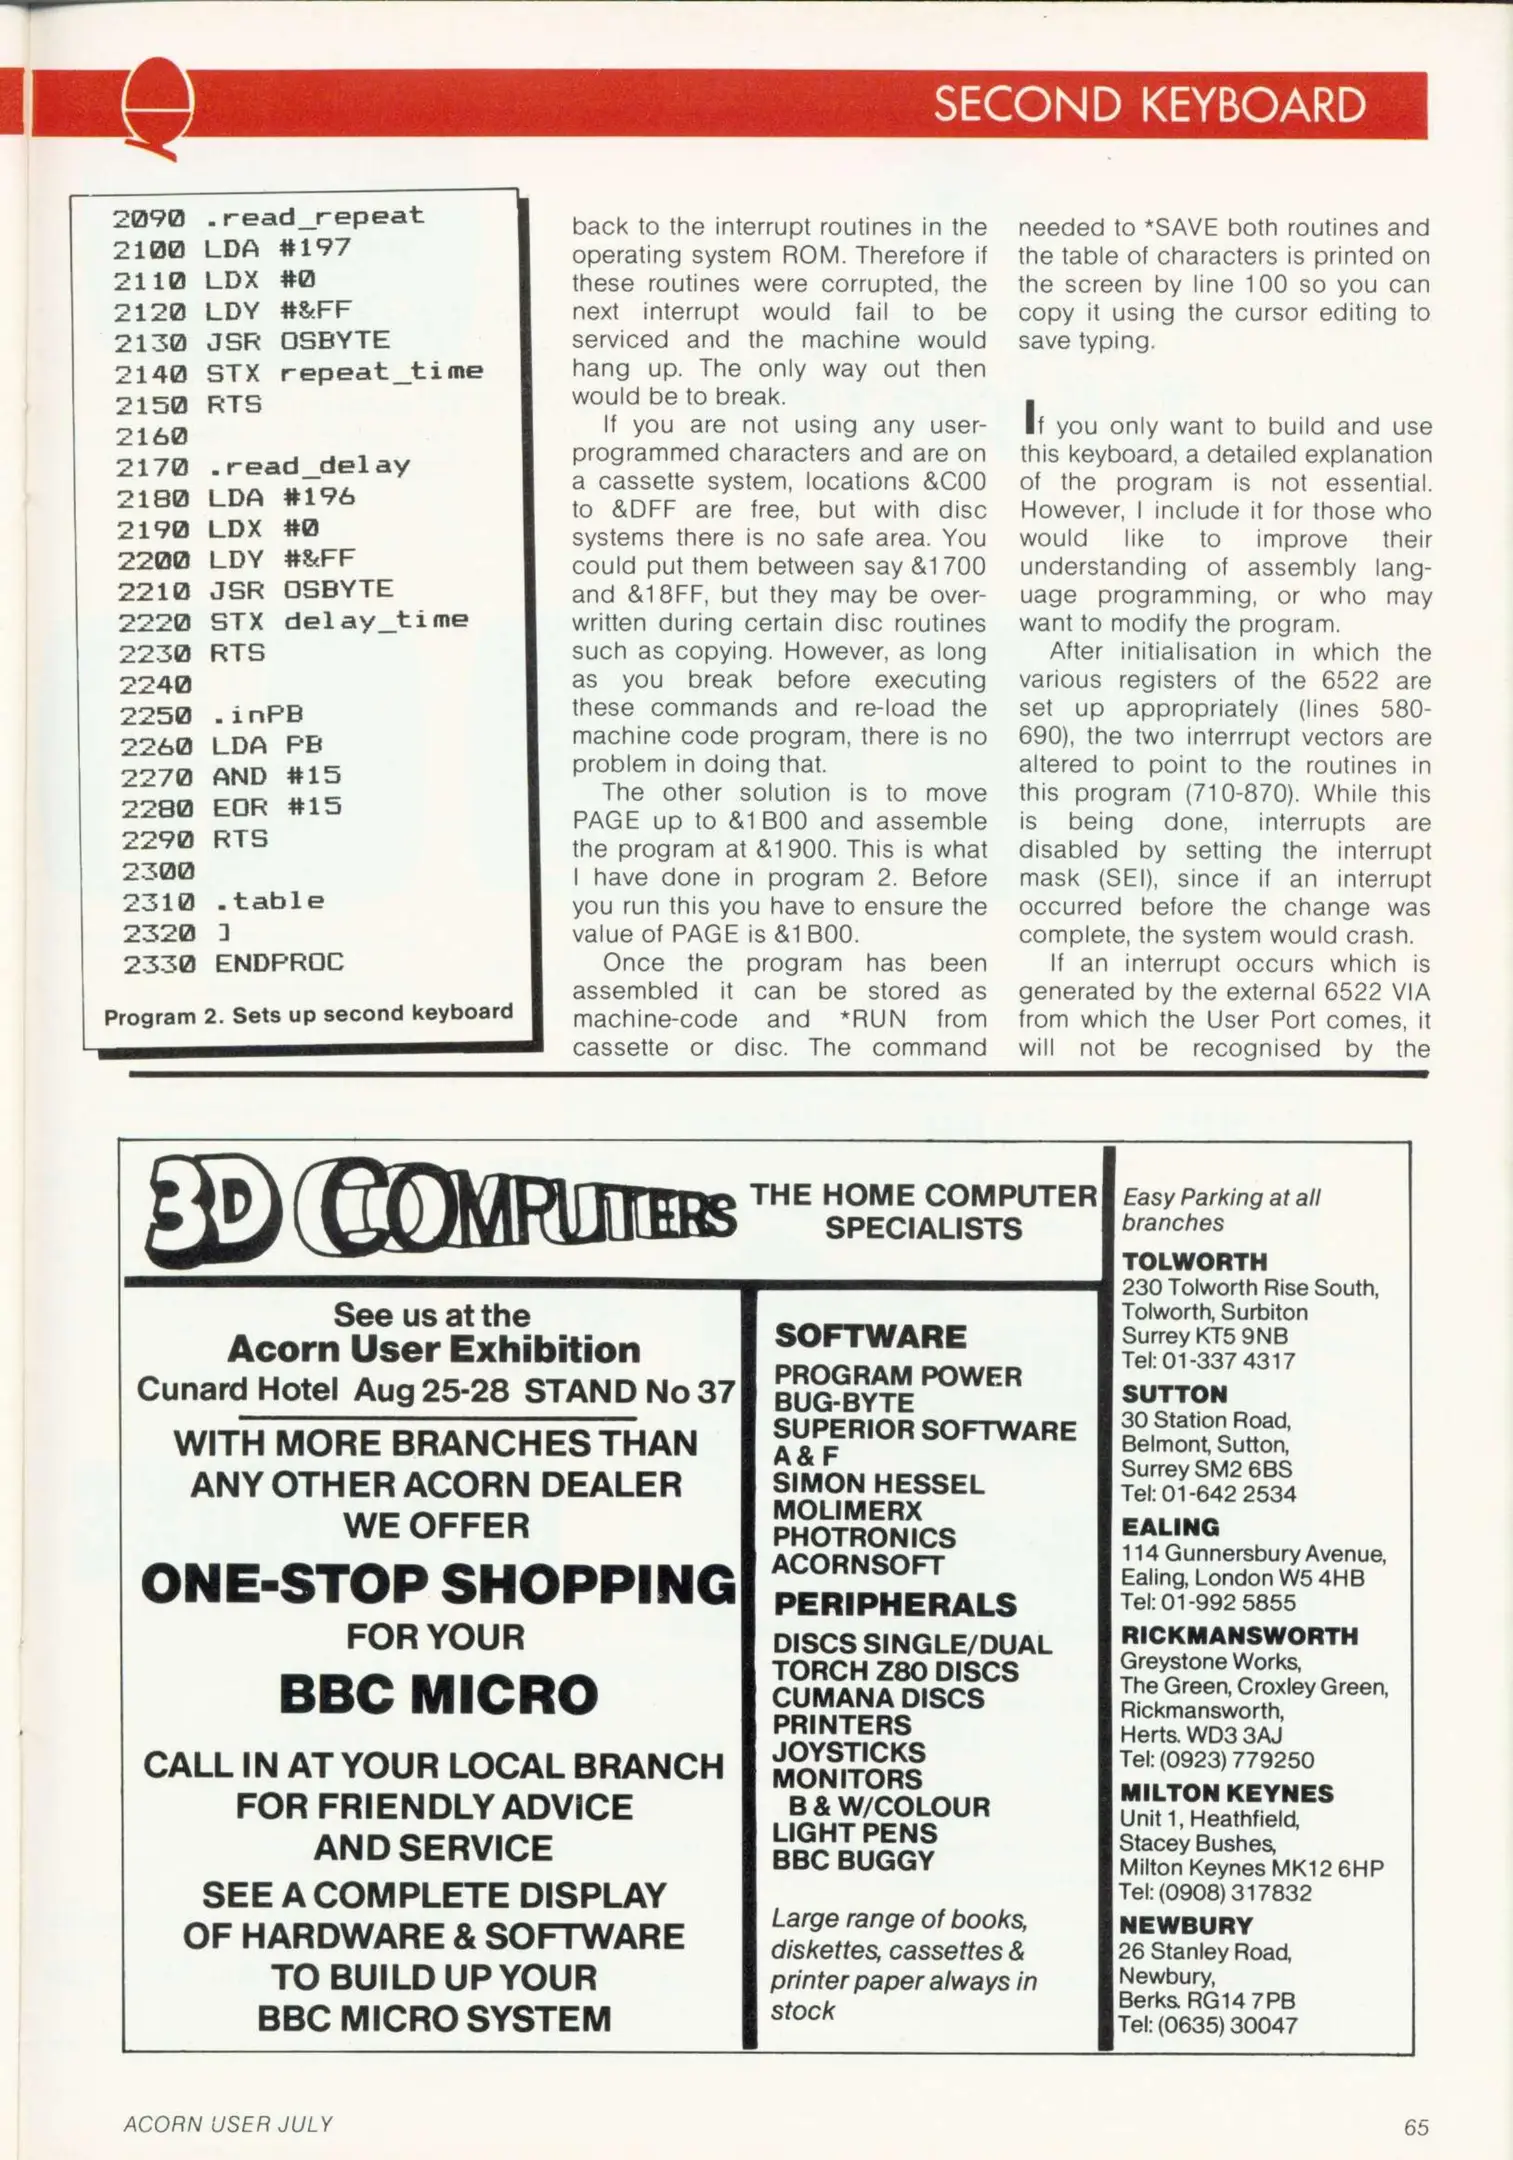 SECOND KEYBOARD
2090 .read_repeat
2100 LDA #197
2110 LDX #0
2120 LDY #&FF
2130 JSR OSBYTE
2140 STX repeat_time
2150 RTS
2160
2170 .read_delay
2180 LDA #196
2190 LDX #0
2200 LDY #&FF
2210 JSR OSBYTE
2220 STX delay_time
2230 RTS
2240
2250 .inPB
2260 LDA PB
2270 AND #15
2280 EOR #15
2290 RTS
2300
2310 .table
2320 ]
2330 ENDPROC
Program 2. Sets up second keyboard
back to the interrupt routines in the
operating system ROM. Therefore if
these routines were corrupted, the
next interrupt would fail to be
serviced and the machine would
hang up. The only way out then
would be to break.
If you are not using any user-
programmed characters and are on
a cassette system, locations &C00
to &DFF are free, but with disc
systems there is no safe area. You
could put them between say &1700
and &18FF, but they may be over-
written during certain disc routines
such as copying. However, as long
as you break before executing
these commands and re-load the
machine code program, there is no
problem in doing that.
The other solution is to move
PAGE up to &1B00 and assemble
the program at &1900. This is what
I have done in program 2. Before
you run this you have to ensure the
value of PAGE is &1B00.
Once the program has been
assembled it can be stored as
machine-code and *RUN from
cassette or disc. The command
needed to *SAVE both routines and
the table of characters is printed on
the screen by line 100 so you can
copy it using the cursor editing to
save typing.
If you only want to build and use
this keyboard, a detailed explanation
of the program is not essential.
However, I include it for those who
would like to improve their
understanding of assembly lang-
uage programming, or who may
want to modify the program.
After initialisation in which the
various registers of the 6522 are
set up appropriately (lines 580-
690), the two interrrupt vectors are
altered to point to the routines in
this program (710-870). While this
is being done, interrupts are
disabled by setting the interrupt
mask (SEI), since if an interrupt
occurred before the change was
complete, the system would crash.
If an interrupt occurs which is
generated by the external 6522 VIA
from which the User Port comes, it
will not be recognised by the
3D COMPUTERS
THE HOME COMPUTER
SPECIALISTS
See us at the
Acorn User Exhibition
Cunard Hotel Aug 25-28 STAND No 37
WITH MORE BRANCHES THAN
ANY OTHER ACORN DEALER
WE OFFER
ONE-STOP SHOPPING
FOR YOUR
BBC MICRO
CALL IN AT YOUR LOCAL BRANCH
FOR FRIENDLY ADVICE
AND SERVICE
SEE A COMPLETE DISPLAY
OF HARDWARE & SOFTWARE
TO BUILD UP YOUR
BBC MICRO SYSTEM
SOFTWARE
PROGRAM POWER
BUG-BYTE
SUPERIOR SOFTWARE
A & F
SIMON HESSEL
MOLIMERX
PHOTRONICS
ACORNSOFT
PERIPHERALS
DISCS SINGLE/DUAL
TORCH Z80 DISCS
CUMANA DISCS
PRINTERS
JOYSTICKS
MONITORS
B & W/COLOUR
LIGHT PENS
BBC BUGGY
Large range of books,
diskettes, cassettes &
printer paper always in
stock
Easy Parking at all
branches
TOLWORTH
230 Tolworth Rise South,
Tolworth, Surbiton
Surrey KT5 9NB
Tel: 01-337 4317
SUTTON
30 Station Road,
Belmont, Sutton,
Surrey SM2 6BS
Tel: 01-642 2534
EALING
114 Gunnersbury Avenue,
Ealing, London W5 4HB
Tel: 01-992 5855
RICKMANSWORTH
Greystone Works,
The Green, Croxley Green,
Rickmansworth,
Herts. WD3 3AJ
Tel: (0923) 779250
MILTON KEYNES
Unit 1, Heathfield,
Stacey Bushes,
Milton Keynes MK12 6HP
Tel: (0908) 317832
NEWBURY
26 Stanley Road,
Newbury,
Berks. RG14 7PB
Tel: (0635) 30047
ACORN USER JULY
65